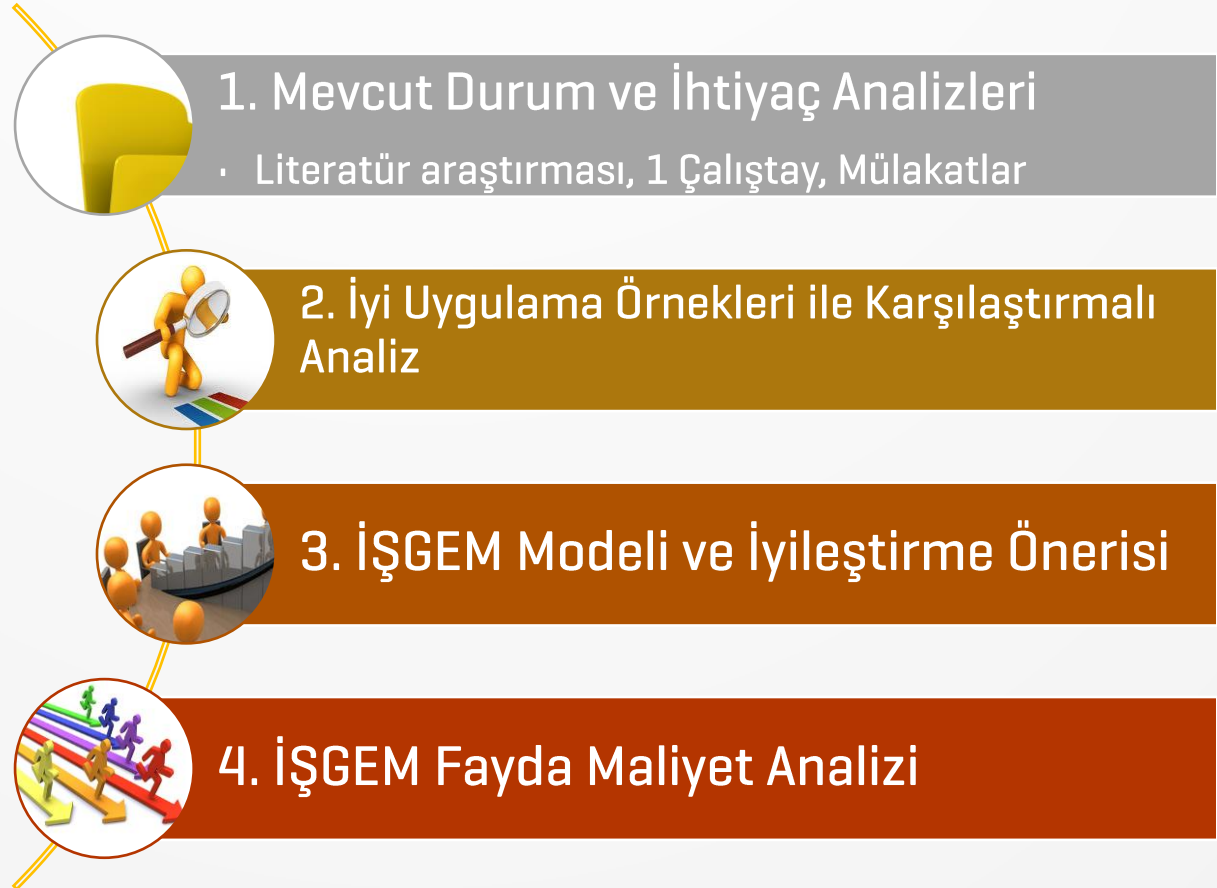 1. Mevcut Durum ve İhtiyaç Analizleri
· Literatür araştırması, 1 Çalıştay, Mülakatlar
2. İyi Uygulama Örnekleri ile Karşılaştırmalı
Analiz
3. İŞGEM Modeli ve İyileştirme Önerisi
4. İŞGEM Fayda Maliyet Analizi